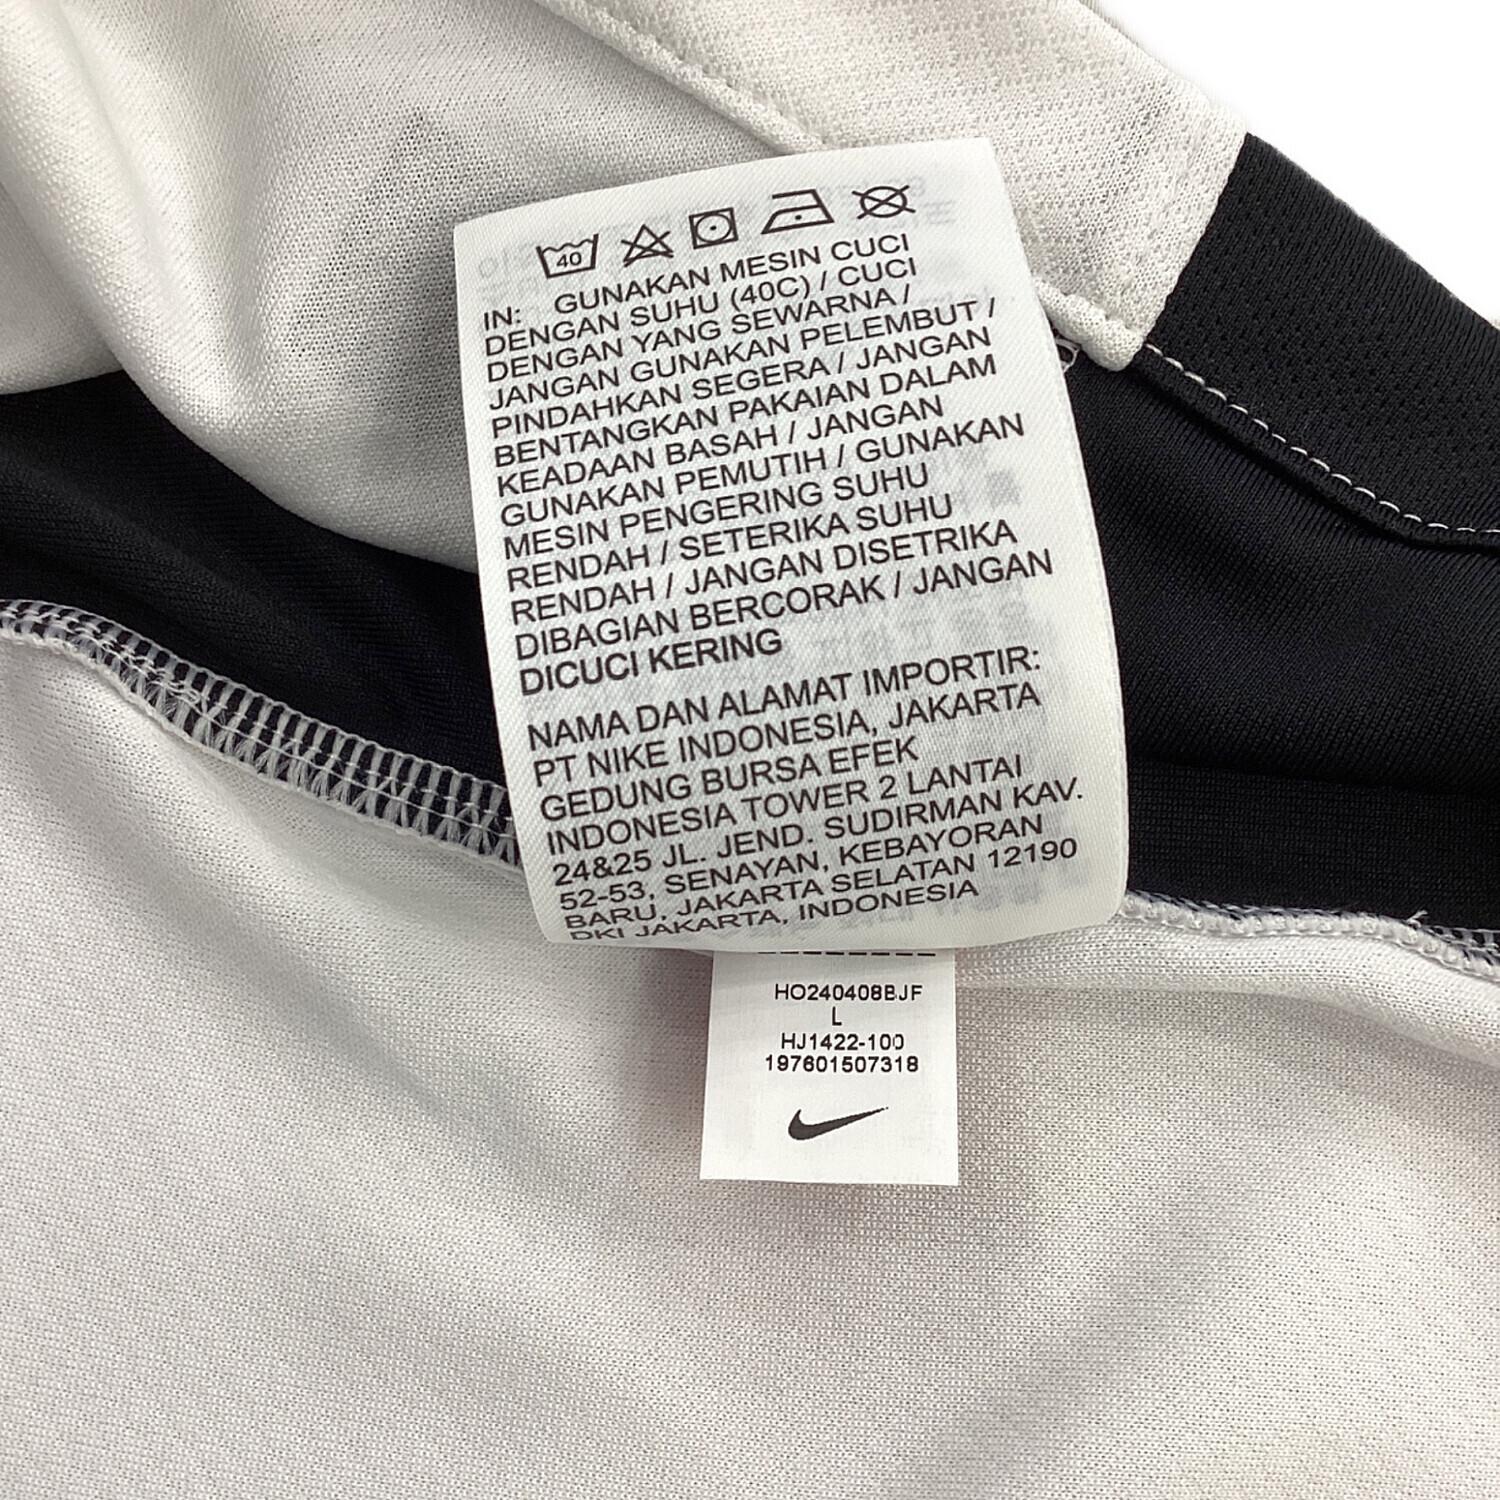 40
IN: GUNAKAN MESIN CUCI
DENGAN SUHU (40C) / CUCI
DENGAN YANG SEWARNA /
JANGAN GUNAKAN PELEMBUT /
PINDAHKAN SEGERA / JANGAN
BENTANGKAN PAKAIAN DALAM
KEADAAN BASAH / JANGAN
GUNAKAN PEMUTIH / GUNAKAN
MESIN PENGERING SUHU
RENDAH / SETERIKA SUHU
RENDAH / JANGAN DISETRIKA
DIBAGIAN BERCORAK / JANGAN
DICUCI KERING
NAMA DAN ALAMAT IMPORTIR:
PT NIKE INDONESIA, JAKARTA
GEDUNG BURSA EFEK
INDONESIA TOWER 2 LANTAI
24&25 JL. JEND. SUDIRMAN KAV.
52-53, SENAYAN, KEBAYORAN
BARU, JAKARTA SELATAN 12190
DKI JAKARTA, INDONESIA
HO240408BJF
L
HJ1422-100
197601507318